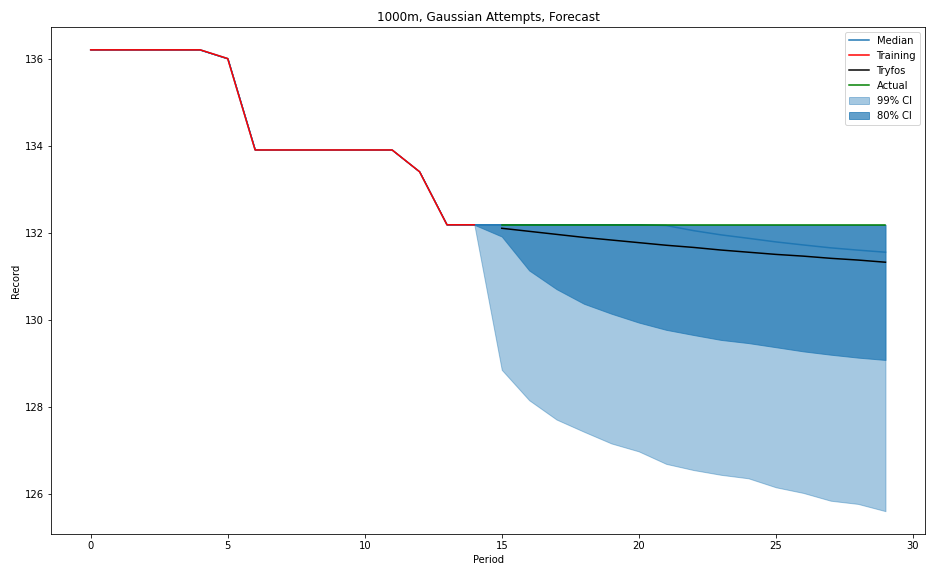 1000m, Gaussian Attempts, Forecast
Median
Training
Tryfos
Actual
99% CI
80% CI
136
134
132
130
128
126
Record
0 5 10 15 20 25 30
Period